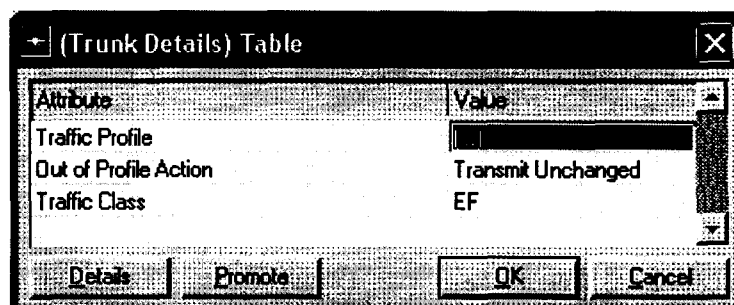 (Trunk Details) Table
Attribute Value
Traffic Profile
Out of Profile Action Transmit Unchanged
Traffic Class EF
Details Promote OK Cancel